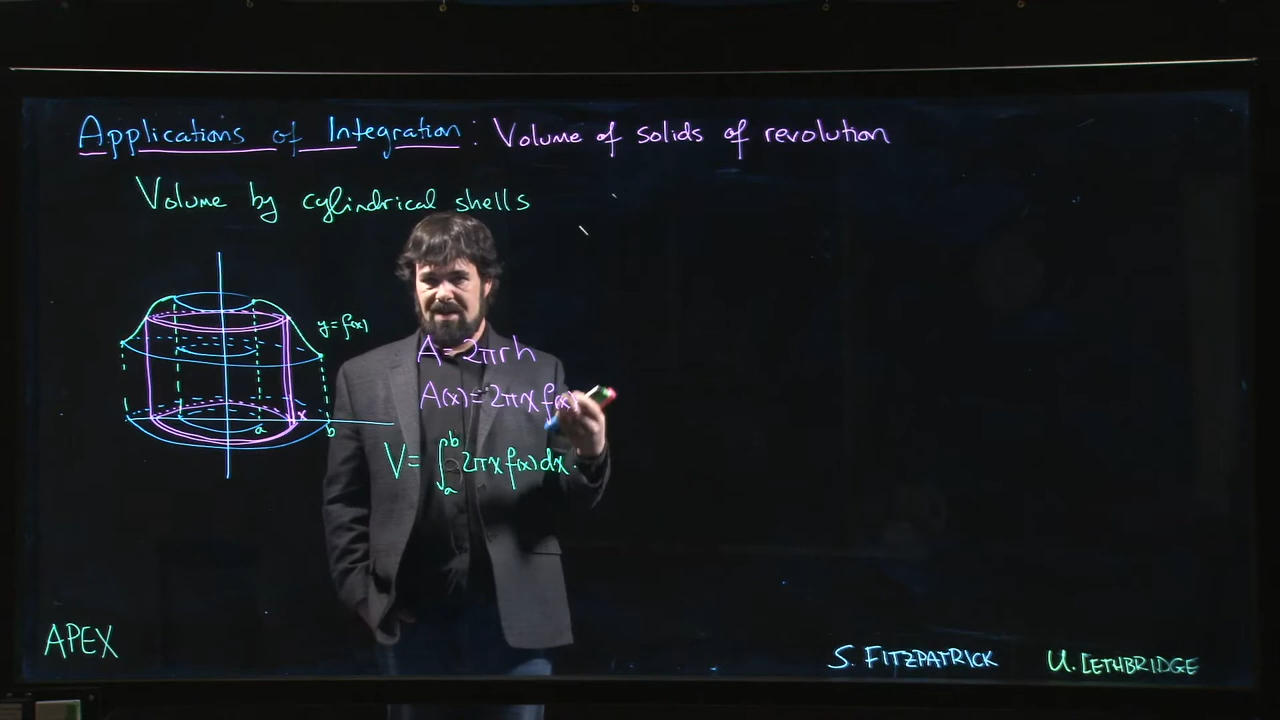 Applications of Integration: Volume of solids of revolution
Volume by cylindrical shells
y=f(x)
A=2πrh
A(x)=2πx f(x)
x
a
b
V=∫_a^b 2πx f(x) dx.
APEX
S. FITZPATRICK
U. LETHBRIDGE